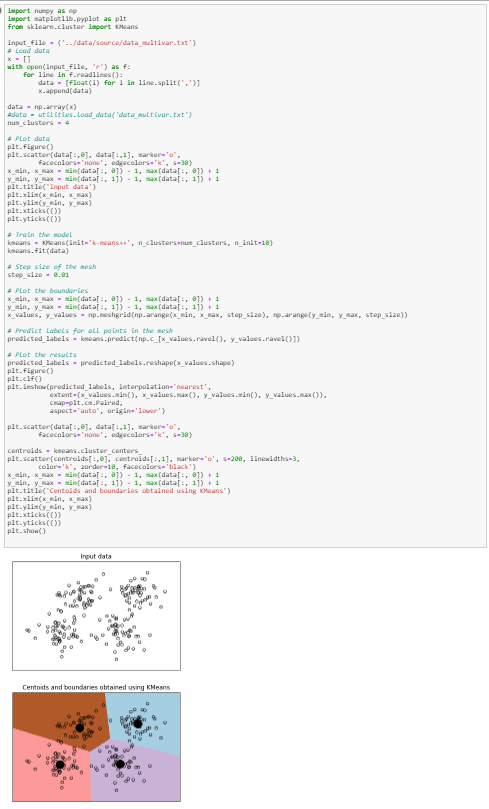 import numpy as np
import matplotlib.pyplot as plt
from sklearn.cluster import KMeans

input_file = ('../data/source/data_multivar.txt')
# Load data
x = []
with open(input_file, 'r') as f:
    for line in f.readlines():
        data = [float(i) for i in line.split(',')]
        x.append(data)

data = np.array(x)
#data = utilities.load_data('data_multivar.txt')
num_clusters = 4

# Plot data
plt.figure()
plt.scatter(data[:,0], data[:,1], marker='o',
        facecolors='none', edgecolors='k', s=30)
x_min, x_max = min(data[:, 0]) - 1, max(data[:, 0]) + 1
y_min, y_max = min(data[:, 1]) - 1, max(data[:, 1]) + 1
plt.title('Input data')
plt.xlim(x_min, x_max)
plt.ylim(y_min, y_max)
plt.xticks(())
plt.yticks(())

# Train the model
kmeans = KMeans(init='k-means++', n_clusters=num_clusters, n_init=10)
kmeans.fit(data)

# Step size of the mesh
step_size = 0.01

# Plot the boundaries
x_min, x_max = min(data[:, 0]) - 1, max(data[:, 0]) + 1
y_min, y_max = min(data[:, 1]) - 1, max(data[:, 1]) + 1
x_values, y_values = np.meshgrid(np.arange(x_min, x_max, step_size), np.arange(y_min, y_max, step_size))

# Predict labels for all points in the mesh
predicted_labels = kmeans.predict(np.c_[x_values.ravel(), y_values.ravel()])

# Plot the results
predicted_labels = predicted_labels.reshape(x_values.shape)
plt.figure()
plt.clf()
plt.imshow(predicted_labels, interpolation='nearest',
           extent=(x_values.min(), x_values.max(), y_values.min(), y_values.max()),
           cmap=plt.cm.Paired,
           aspect='auto', origin='lower')

plt.scatter(data[:,0], data[:,1], marker='o',
        facecolors='none', edgecolors='k', s=30)

centroids = kmeans.cluster_centers_
plt.scatter(centroids[:,0], centroids[:,1], marker='o', s=200, linewidths=3,
        color='k', zorder=10, facecolors='black')
x_min, x_max = min(data[:, 0]) - 1, max(data[:, 0]) + 1
y_min, y_max = min(data[:, 1]) - 1, max(data[:, 1]) + 1
plt.title('Centoids and boundaries obtained using KMeans')
plt.xlim(x_min, x_max)
plt.ylim(y_min, y_max)
plt.xticks(())
plt.yticks(())
plt.show()

Input data
Centoids and boundaries obtained using KMeans